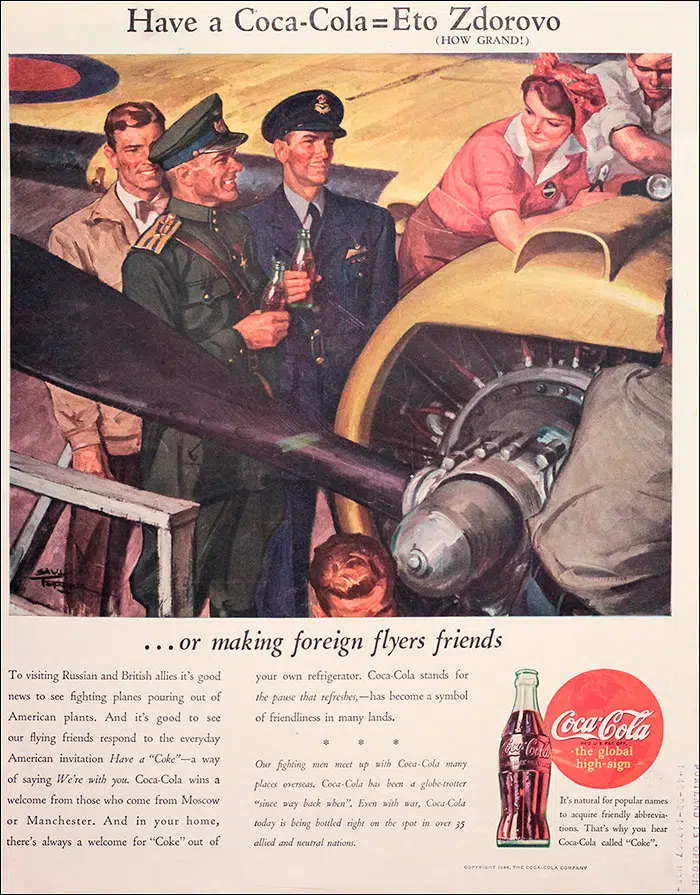 Have a Coca-Cola = Eto Zdorovo
(HOW GRAND!)
...or making foreign flyers friends
To visiting Russian and British allies it's good
news to see fighting planes pouring out of
American plants. And it's good to see
our flying friends respond to the everyday
American invitation Have a “Coke”—a way
of saying We're with you. Coca-Cola wins a
welcome from those who come from Moscow
or Manchester. And in your home,
there's always a welcome for “Coke” out of
your own refrigerator. Coca-Cola stands for
the pause that refreshes,—has become a symbol
of friendliness in many lands.
* * *
Our fighting men meet up with Coca-Cola many
places overseas. Coca-Cola has been a globe-trotter
“since way back when”. Even with war, Coca-Cola
today is being bottled right on the spot in over 35
allied and neutral nations.
Coca-Cola
Coca-Cola
REG. U.S. PAT. OFF.
-the global
high-sign-
It's natural for popular names
to acquire friendly abbrevia-
tions. That's why you hear
Coca-Cola called “Coke”.
COPYRIGHT 1944, THE COCA-COLA COMPANY